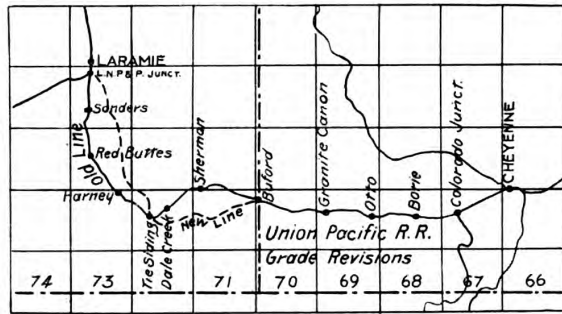 LARAMIE
L.N.P & P. JUNCT.
Sanders
Red Buttes
Old Line
Harney
Tie Siding
Dale Creek
Sherman
New Line
Buford
Granite Canon
Otto
Borie
Colorado Junct.
CHEYENNE
Union Pacific R.R.
Grade Revisions
74 73 71 70 69 68 67 66